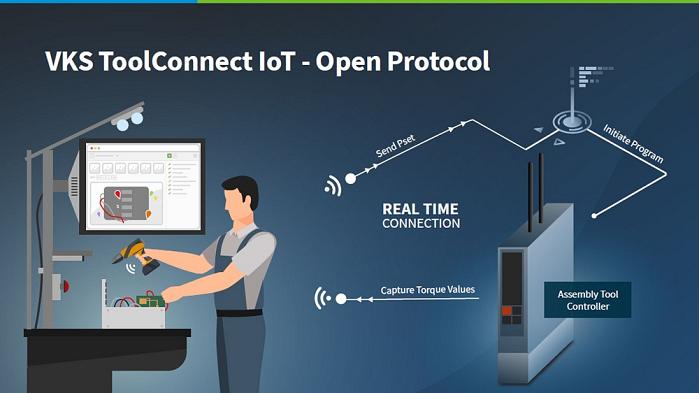 VKS ToolConnect IoT - Open Protocol
Send Pset
Initiate Program
REAL TIME
CONNECTION
Capture Torque Values
Assembly Tool
Controller